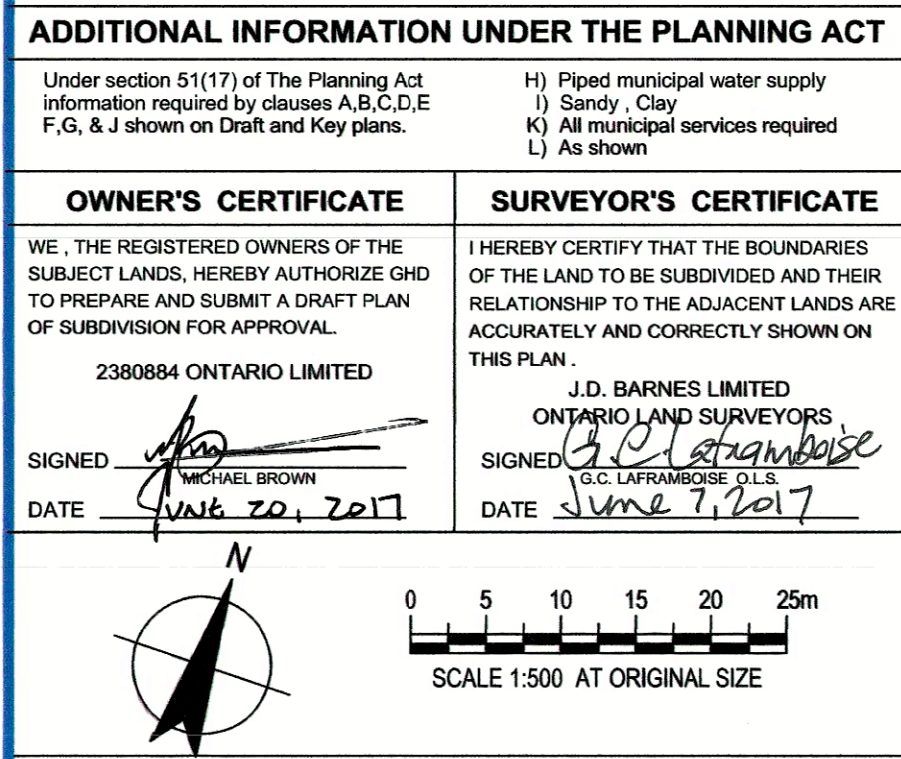 ADDITIONAL INFORMATION UNDER THE PLANNING ACT
Under section 51(17) of The Planning Act
information required by clauses A,B,C,D,E
F,G, & J shown on Draft and Key plans.
H) Piped municipal water supply
I) Sandy , Clay
K) All municipal services required
L) As shown
OWNER'S CERTIFICATE
WE , THE REGISTERED OWNERS OF THE
SUBJECT LANDS, HEREBY AUTHORIZE GHD
TO PREPARE AND SUBMIT A DRAFT PLAN
OF SUBDIVISION FOR APPROVAL.
2380884 ONTARIO LIMITED
SIGNED
MICHAEL BROWN
DATE JUNE 20, 2017
SURVEYOR'S CERTIFICATE
I HEREBY CERTIFY THAT THE BOUNDARIES
OF THE LAND TO BE SUBDIVIDED AND THEIR
RELATIONSHIP TO THE ADJACENT LANDS ARE
ACCURATELY AND CORRECTLY SHOWN ON
THIS PLAN .
J.D. BARNES LIMITED
ONTARIO LAND SURVEYORS
SIGNED G.C. Laframboise
G.C. LAFRAMBOISE O.L.S.
DATE June 7, 2017
N
0 5 10 15 20 25m
SCALE 1:500 AT ORIGINAL SIZE